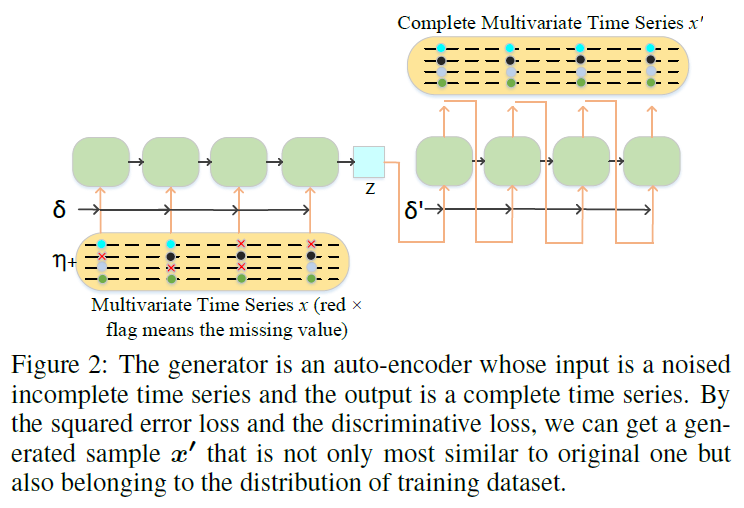 Complete Multivariate Time Series x'
z
δ
δ'
η+
Multivariate Time Series x (red ×
flag means the missing value)
Figure 2: The generator is an auto-encoder whose input is a noised
incomplete time series and the output is a complete time series. By
the squared error loss and the discriminative loss, we can get a gen-
erated sample x′ that is not only most similar to original one but
also belonging to the distribution of training dataset.